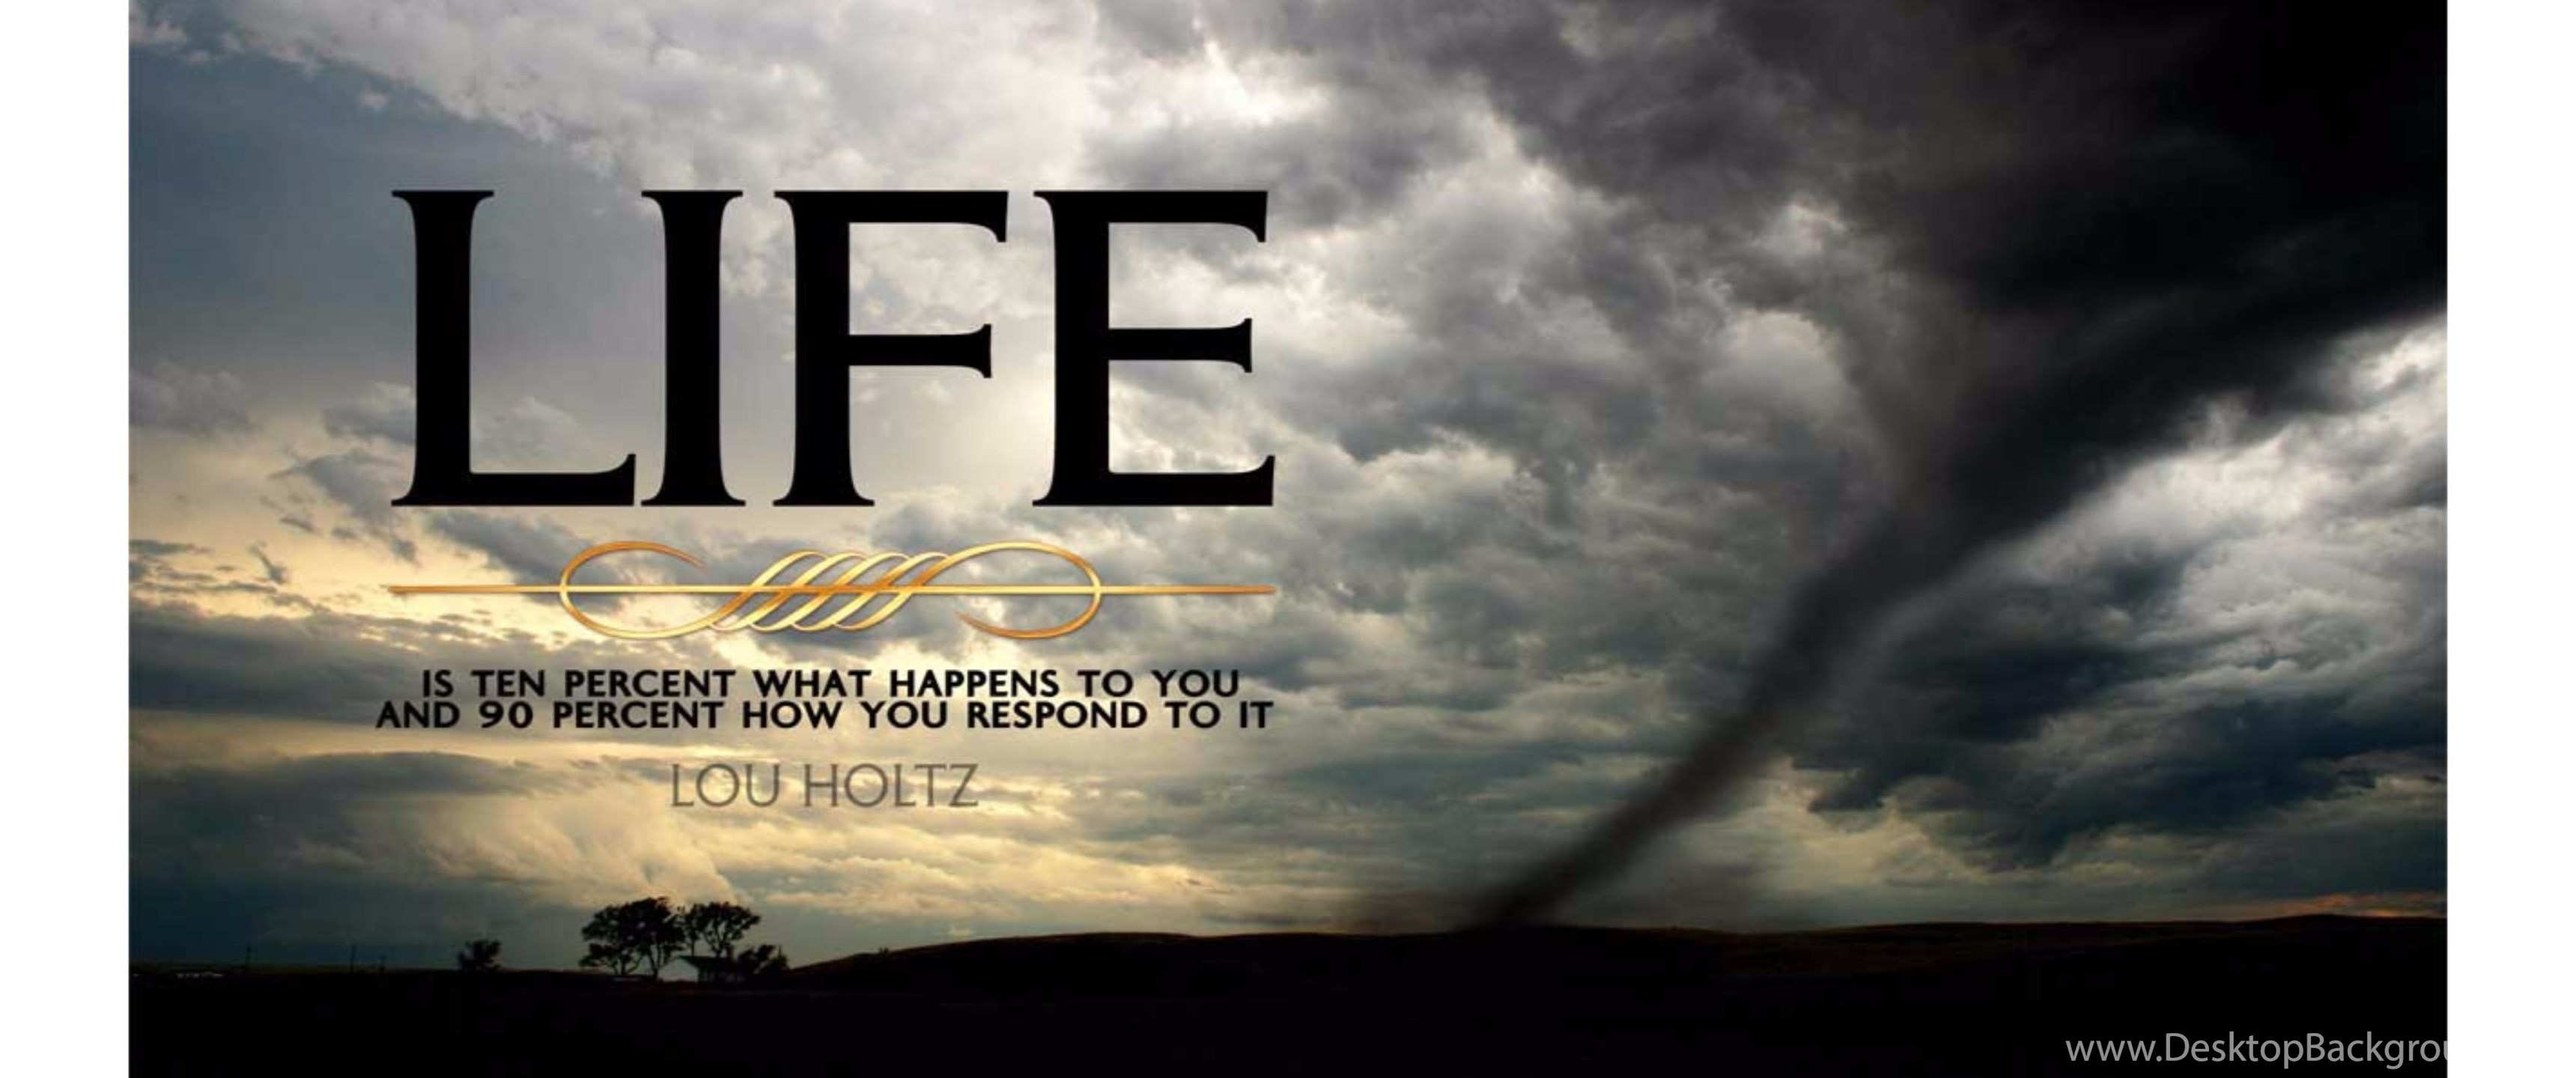 LIFE
IS TEN PERCENT WHAT HAPPENS TO YOU
AND 90 PERCENT HOW YOU RESPOND TO IT
LOU HOLTZ
www.DesktopBackgrou